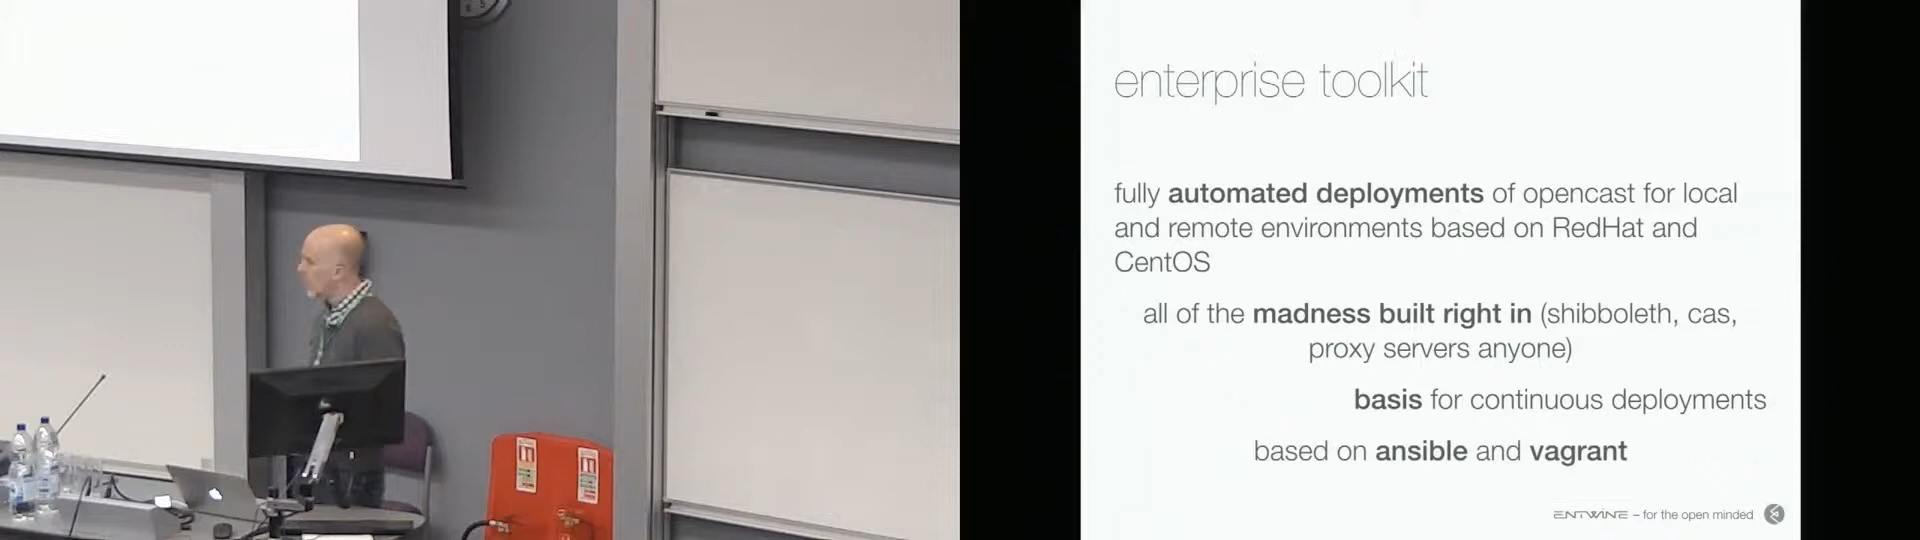 enterprise toolkit
fully automated deployments of opencast for local
and remote environments based on RedHat and
CentOS
all of the madness built right in (shibboleth, cas,
proxy servers anyone)
basis for continuous deployments
based on ansible and vagrant
ENTWINE – for the open minded